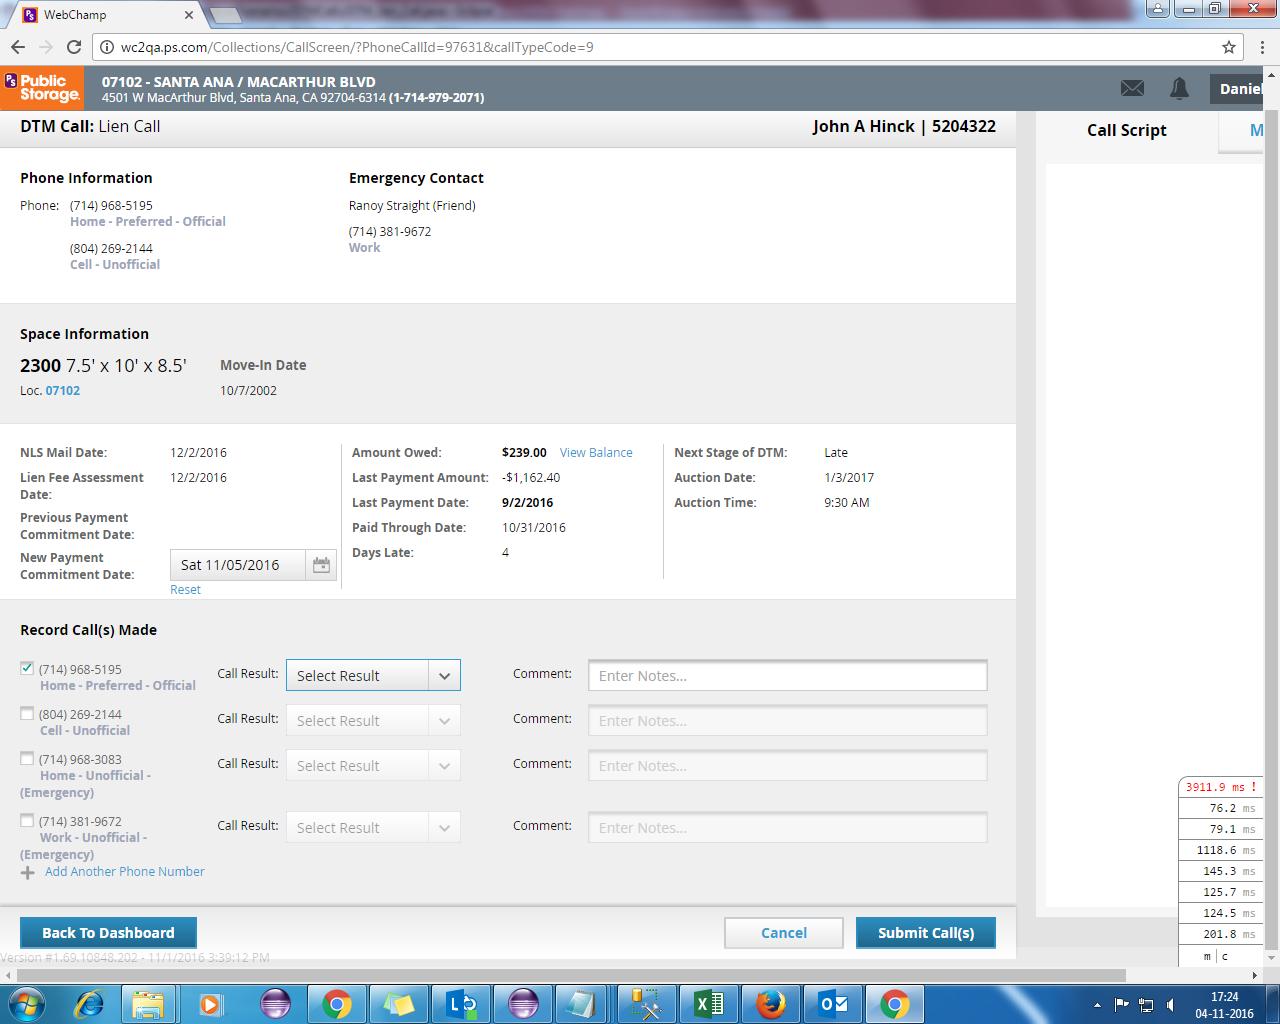 WebChamp
wc2qa.ps.com/Collections/CallScreen/?PhoneCallId=97631&callTypeCode=9
PS Public Storage.
07102 - SANTA ANA / MACARTHUR BLVD
4501 W MacArthur Blvd, Santa Ana, CA 92704-6314 (1-714-979-2071)
Daniel
DTM Call: Lien Call
John A Hinck | 5204322
Call Script
M
Phone Information
Emergency Contact
Phone: (714) 968-5195
Home - Preferred - Official
(804) 269-2144
Cell - Unofficial
Ranoy Straight (Friend)
(714) 381-9672
Work
Space Information
2300 7.5' x 10' x 8.5'
Move-In Date
Loc. 07102
10/7/2002
NLS Mail Date: 12/2/2016
Lien Fee Assessment
Date:
12/2/2016
Previous Payment
Commitment Date:
New Payment
Commitment Date:
Sat 11/05/2016
Reset
Amount Owed: $239.00 View Balance
Last Payment Amount: -$1,162.40
Last Payment Date: 9/2/2016
Paid Through Date: 10/31/2016
Days Late: 4
Next Stage of DTM: Late
Auction Date: 1/3/2017
Auction Time: 9:30 AM
Record Call(s) Made
(714) 968-5195
Home - Preferred - Official
Call Result: Select Result
Comment: Enter Notes...
(804) 269-2144
Cell - Unofficial
Call Result: Select Result
Comment: Enter Notes...
(714) 968-3083
Home - Unofficial -
(Emergency)
Call Result: Select Result
Comment: Enter Notes...
(714) 381-9672
Work - Unofficial -
(Emergency)
Call Result: Select Result
Comment: Enter Notes...
Add Another Phone Number
Back To Dashboard
Cancel
Submit Call(s)
Version #1.69.10848.202 - 11/1/2016 3:39:12 PM
3911.9 ms !
76.2 ms
79.1 ms
1118.6 ms
145.3 ms
125.7 ms
124.5 ms
201.8 ms
m | c
17:24
04-11-2016